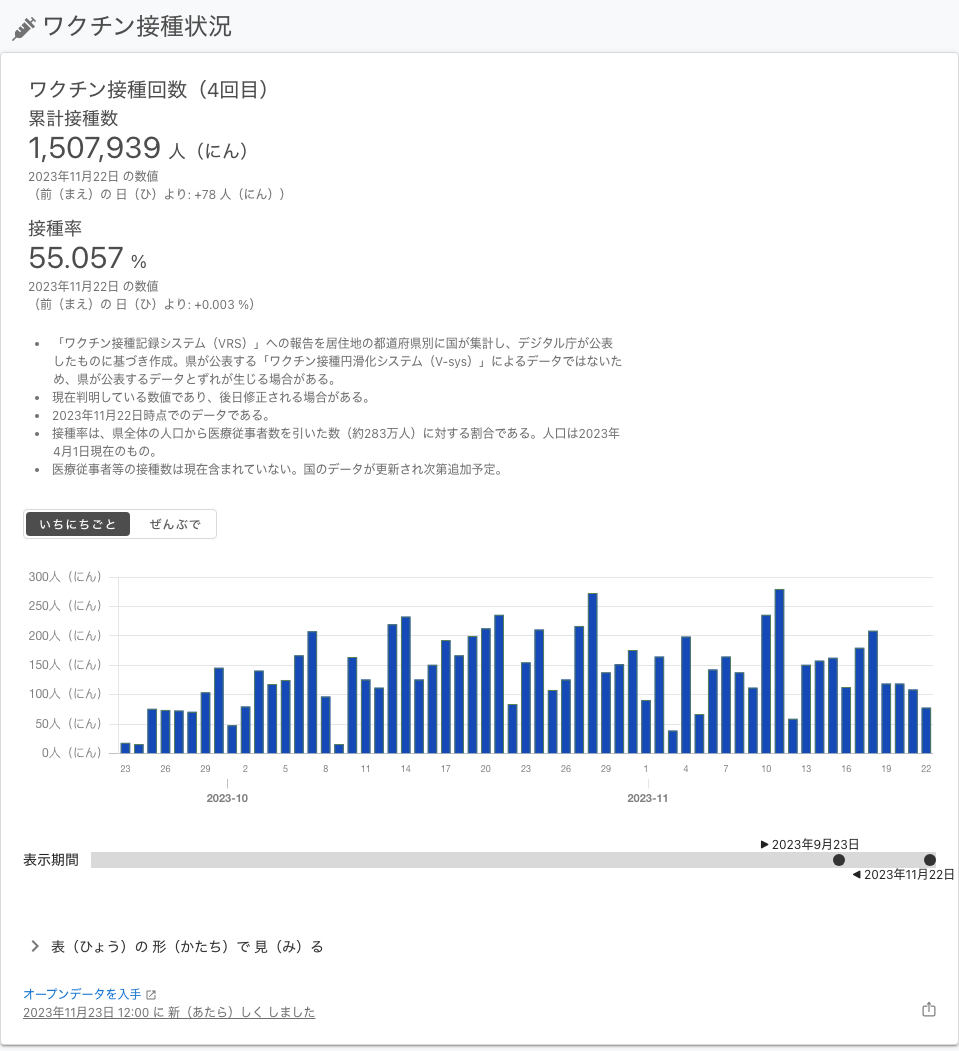 ワクチン接種状況
ワクチン接種回数（4回目）
累計接種数
1,507,939 人（にん）
2023年11月22日 の数値
（前（まえ）の 日（ひ）より: +78 人（にん））
接種率
55.057 %
2023年11月22日 の数値
（前（まえ）の 日（ひ）より: +0.003 %）
• 「ワクチン接種記録システム（VRS）」への報告を居住地の都道府県別に国が集計し、デジタル庁が公表
したものに基づき作成。県が公表する「ワクチン接種円滑化システム（V-sys）」によるデータではないた
め、県が公表するデータとずれが生じる場合がある。
• 現在判明している数値であり、後日修正される場合がある。
• 2023年11月22日時点でのデータである。
• 接種率は、県全体の人口から医療従事者数を引いた数（約283万人）に対する割合である。人口は2023年
4月1日現在のもの。
• 医療従事者等の接種数は現在含まれていない。国のデータが更新され次第追加予定。
いちにちごと ぜんぶで
300人（にん）
250人（にん）
200人（にん）
150人（にん）
100人（にん）
50人（にん）
0人（にん）
23 26 29 2 5 8 11 14 17 20 23 26 29 1 4 7 10 13 16 19 22
2023-10 2023-11
▶ 2023年9月23日
表示期間
◀ 2023年11月22日
表（ひょう）の 形（かたち）で 見（み）る
オープンデータを入手
2023年11月23日 12:00 に 新（あたら）しく しました